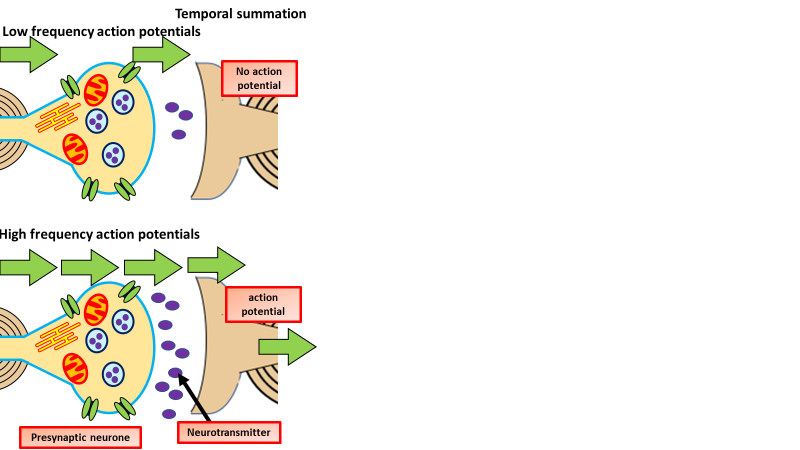 Temporal summation
Low frequency action potentials
No action
potential
High frequency action potentials
action
potential
Presynaptic neurone
Neurotransmitter